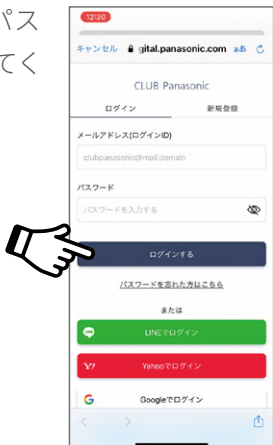 パス
てく
12:30
キャンセル gital.panasonic.com ああ
CLUB Panasonic
ログイン 新規登録
メールアドレス(ログインID)
clubpanasonic@mail.domain
パスワード
パスワードを入力する
ログインする
パスワードを忘れた方はこちら
または
LINEでログイン
Y! Yahooでログイン
G Googleでログイン